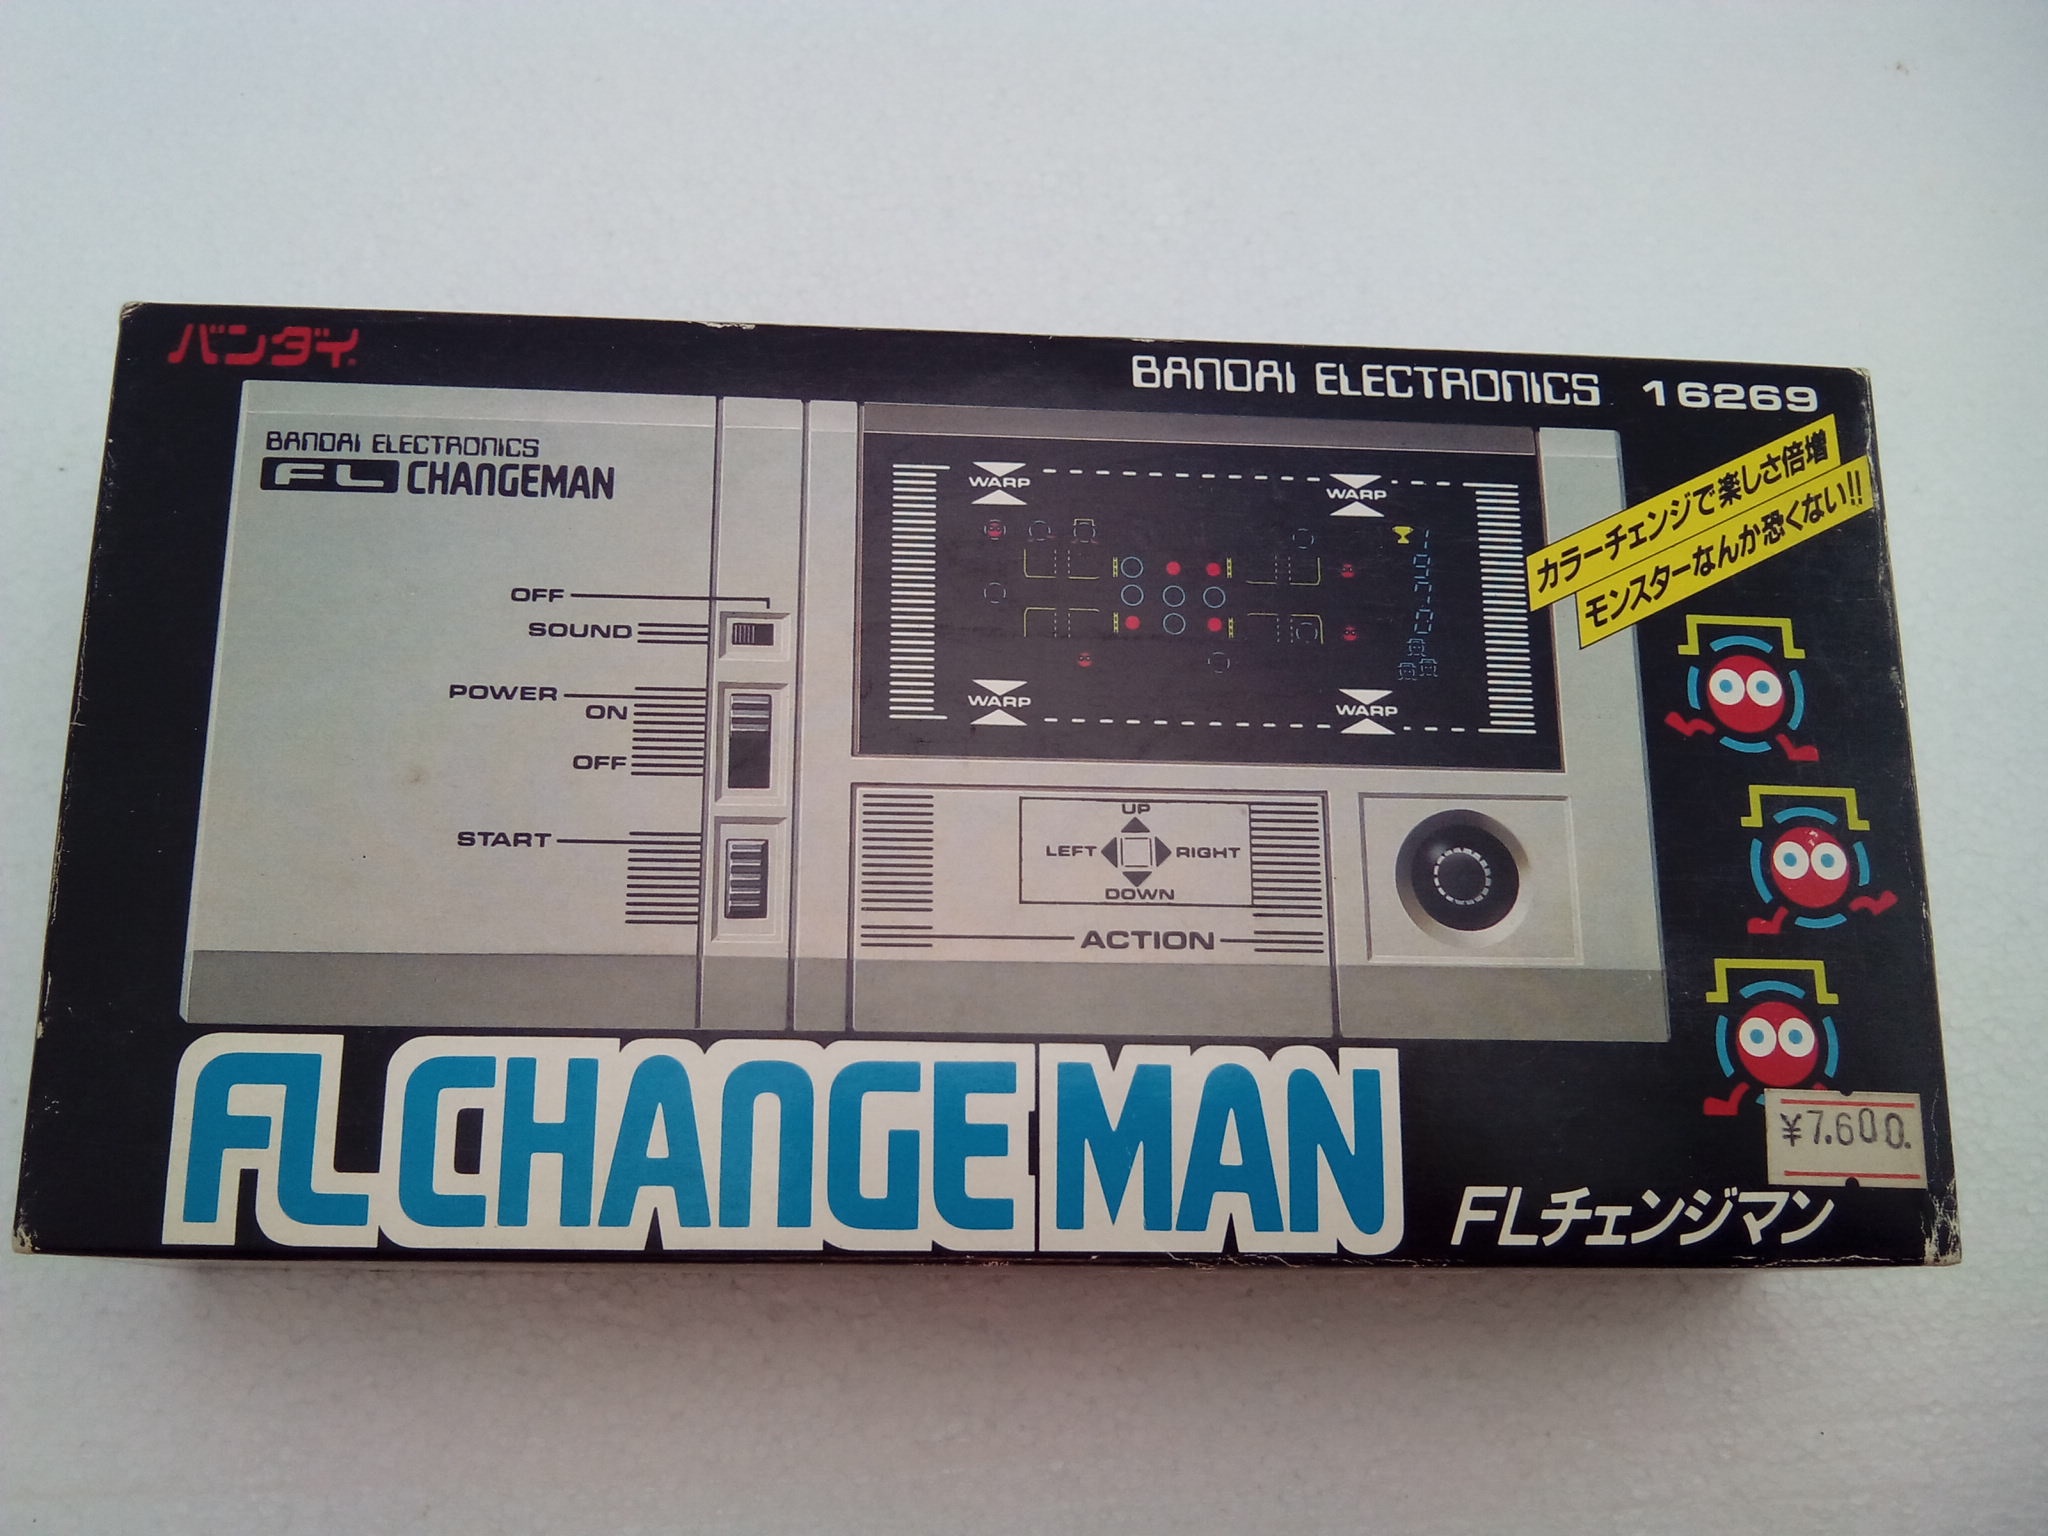 バンダイ
BANDAI ELECTRONICS 16269
BANDAI ELECTRONICS
FL CHANGEMAN
カラーチェンジで楽しさ倍増
モンスターなんか恐くない!!
WARP
WARP
OFF
SOUND
POWER
ON
OFF
WARP
WARP
START
UP
LEFT
RIGHT
DOWN
ACTION
FL CHANGE MAN
¥7.600.
FLチェンジマン